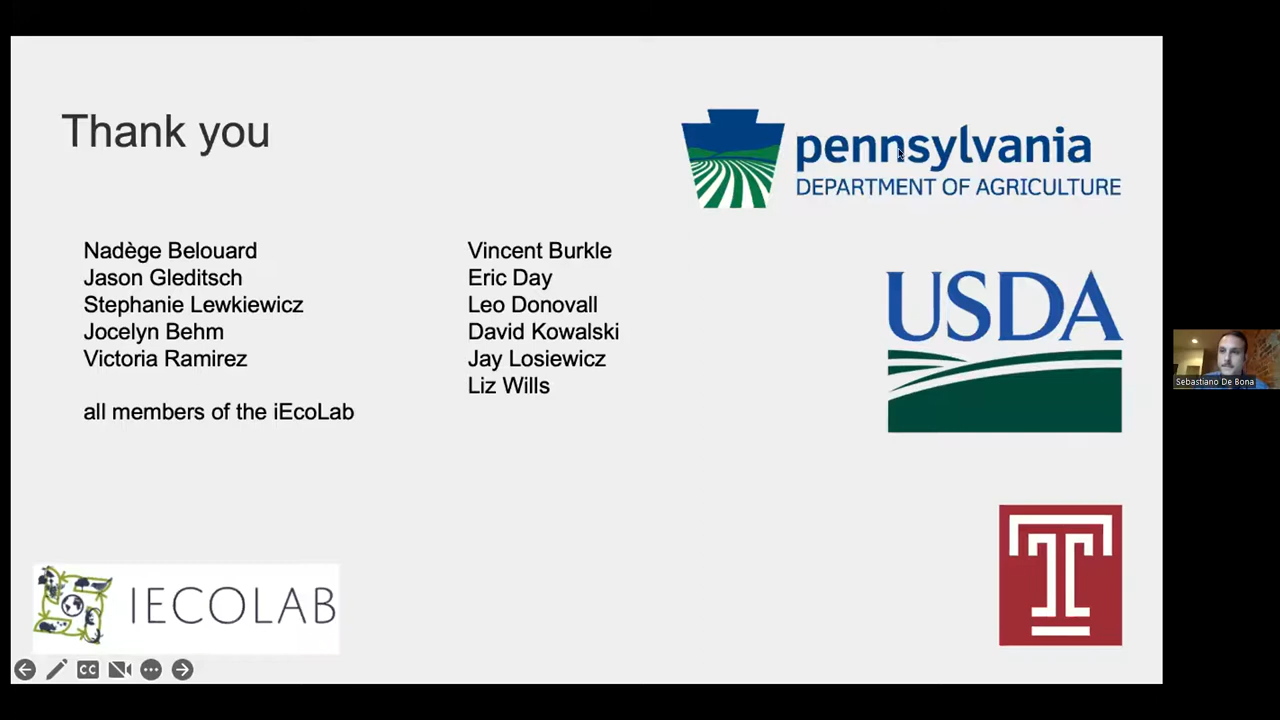 Thank you
pennsylvania
DEPARTMENT OF AGRICULTURE
Nadège Belouard
Jason Gleditsch
Stephanie Lewkiewicz
Jocelyn Behm
Victoria Ramirez
all members of the iEcoLab
Vincent Burkle
Eric Day
Leo Donovall
David Kowalski
Jay Losiewicz
Liz Wills
USDA
Sebastiano De Bona
T
IECOLAB
CC